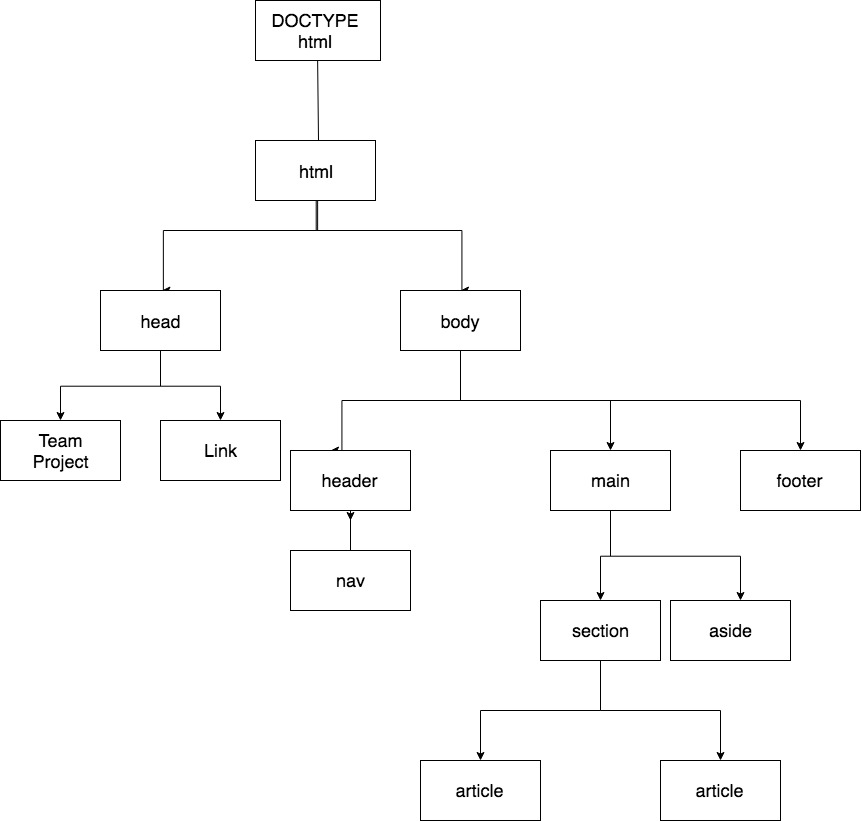 DOCTYPE
html
html
head
body
Team
Project
Link
header
main
footer
nav
section
aside
article
article